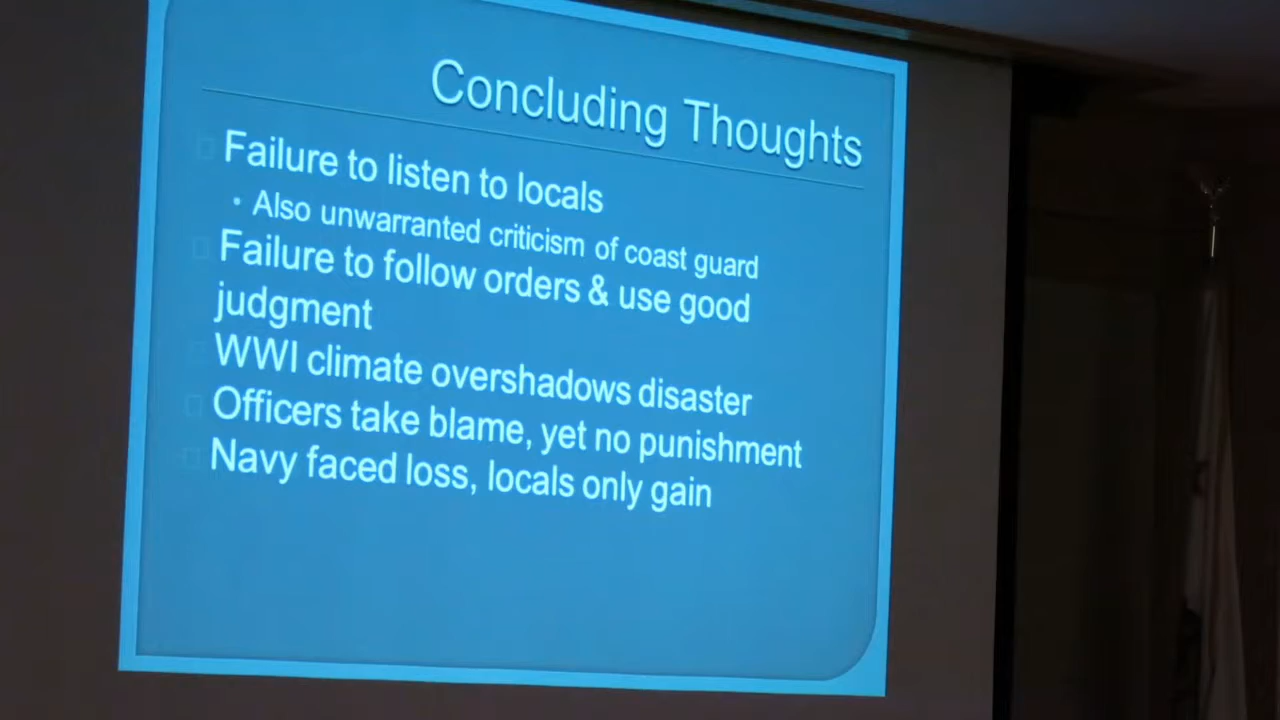 Concluding Thoughts
Failure to listen to locals
• Also unwarranted criticism of coast guard
Failure to follow orders & use good
judgment
WWI climate overshadows disaster
Officers take blame, yet no punishment
Navy faced loss, locals only gain